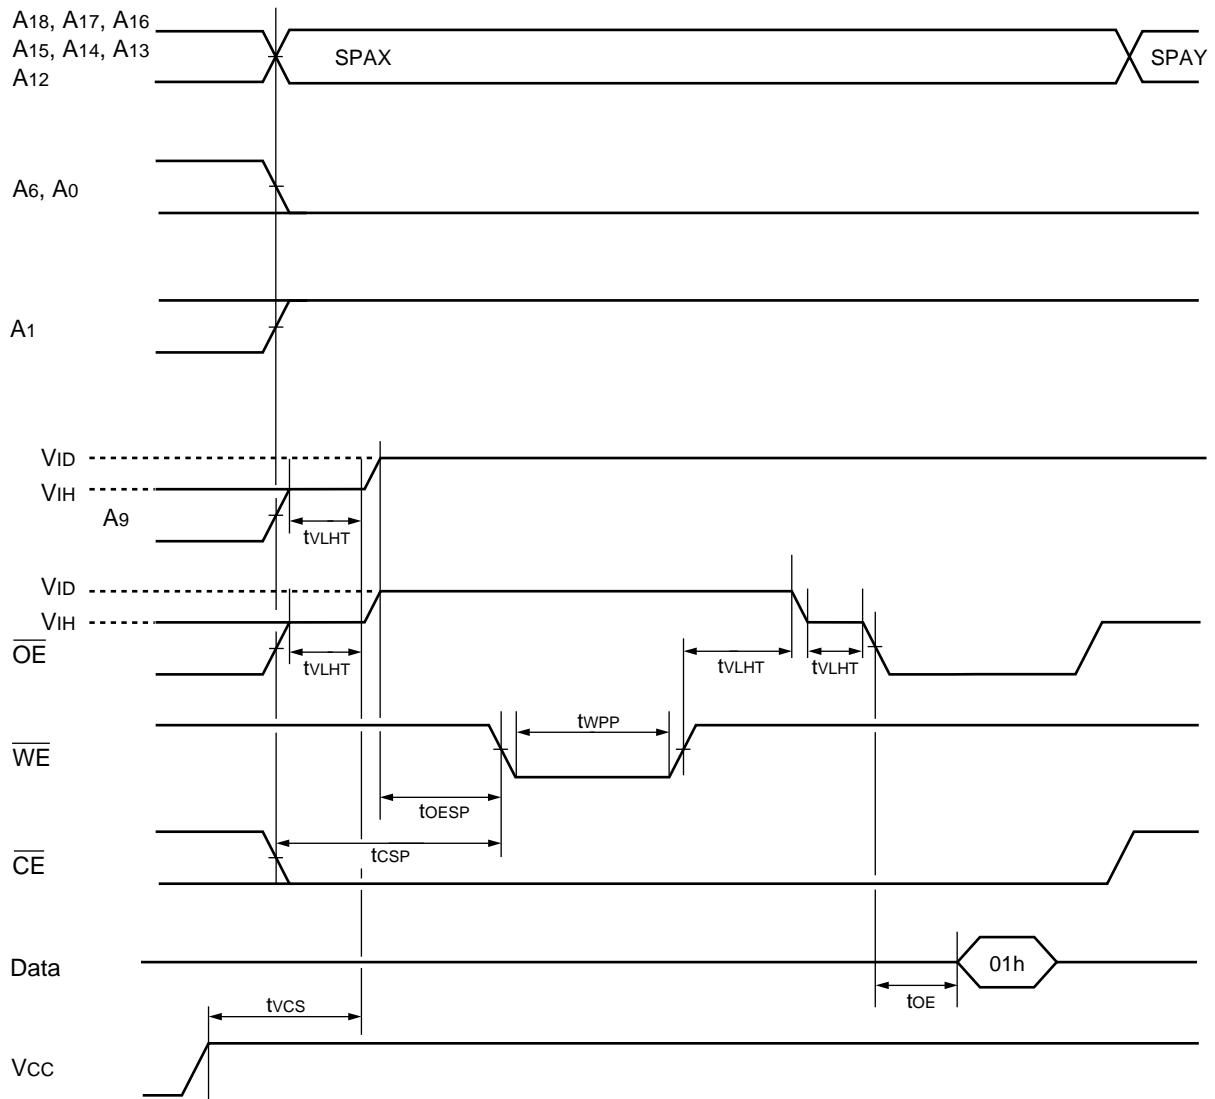 A18, A17, A16
A15, A14, A13
A12
SPAX
SPAY
A6, A0
A1
VID
VIH
A9
tVLHT
VID
VIH
OE
tVLHT
tVLHT
tVLHT
WE
tWPP
tOESP
tCSP
CE
Data
01h
tOE
tVCS
VCC